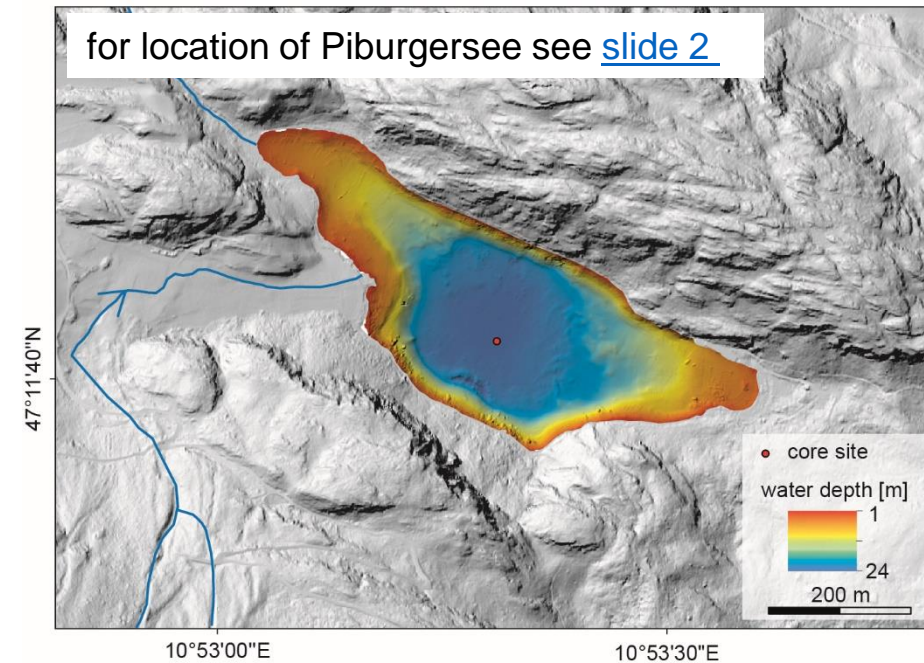 for location of Piburgersee see slide 2
47°11'40"N
core site
water depth [m]
1
24
200 m
10°53'00"E
10°53'30"E